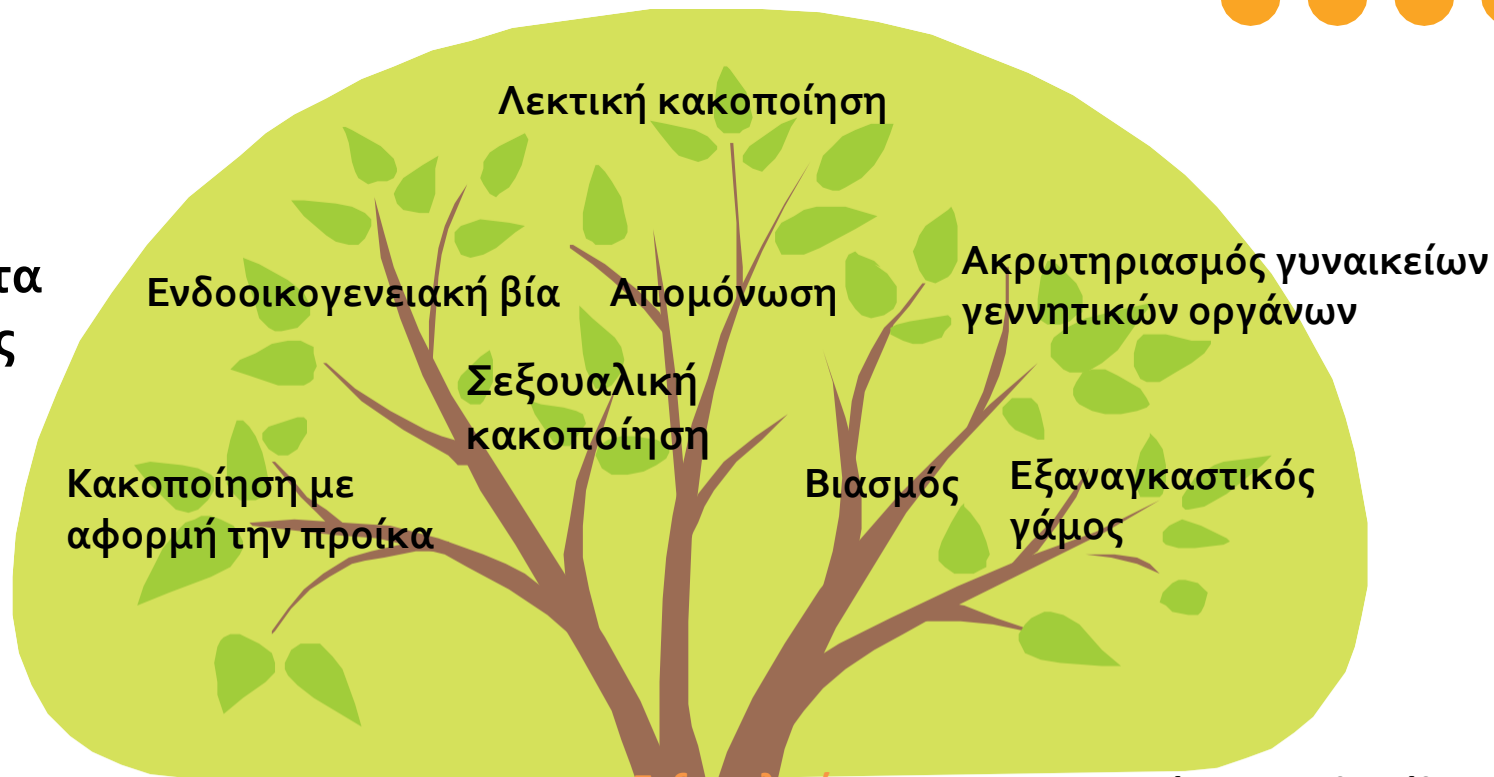 Λεκτική κακοποίηση
Ακρωτηριασμός γυναικείων
γεννητικών οργάνων
Ενδοοικογενειακή βία
Απομόνωση
Σεξουαλική
κακοποίηση
Κακοποίηση με
αφορμή την προίκα
Βιασμός
Εξαναγκαστικός
γάμος